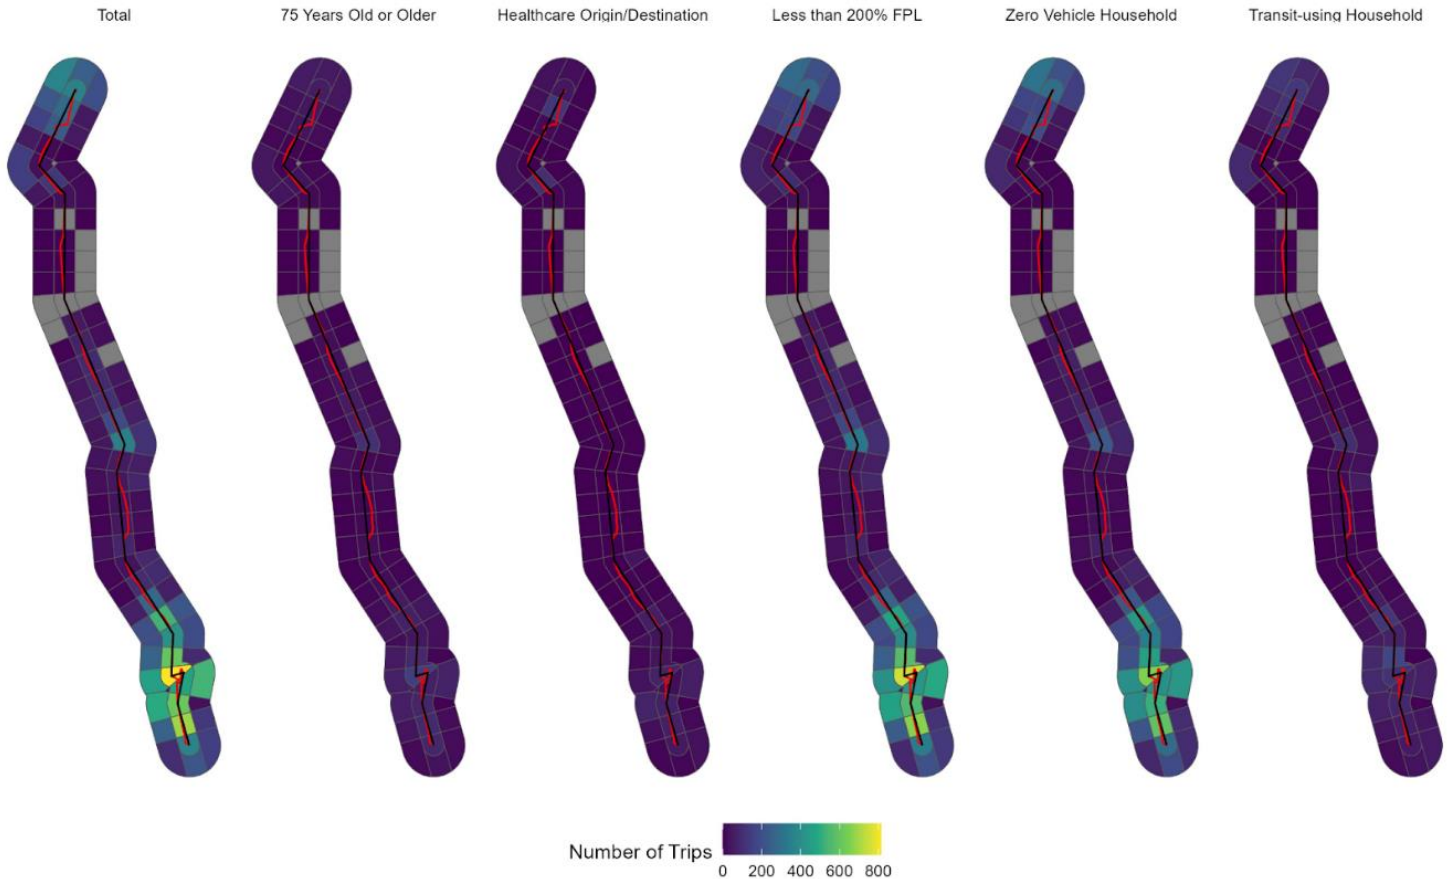 Total
75 Years Old or Older
Healthcare Origin/Destination
Less than 200% FPL
Zero Vehicle Household
Transit-using Household
Number of Trips
0 200 400 600 800